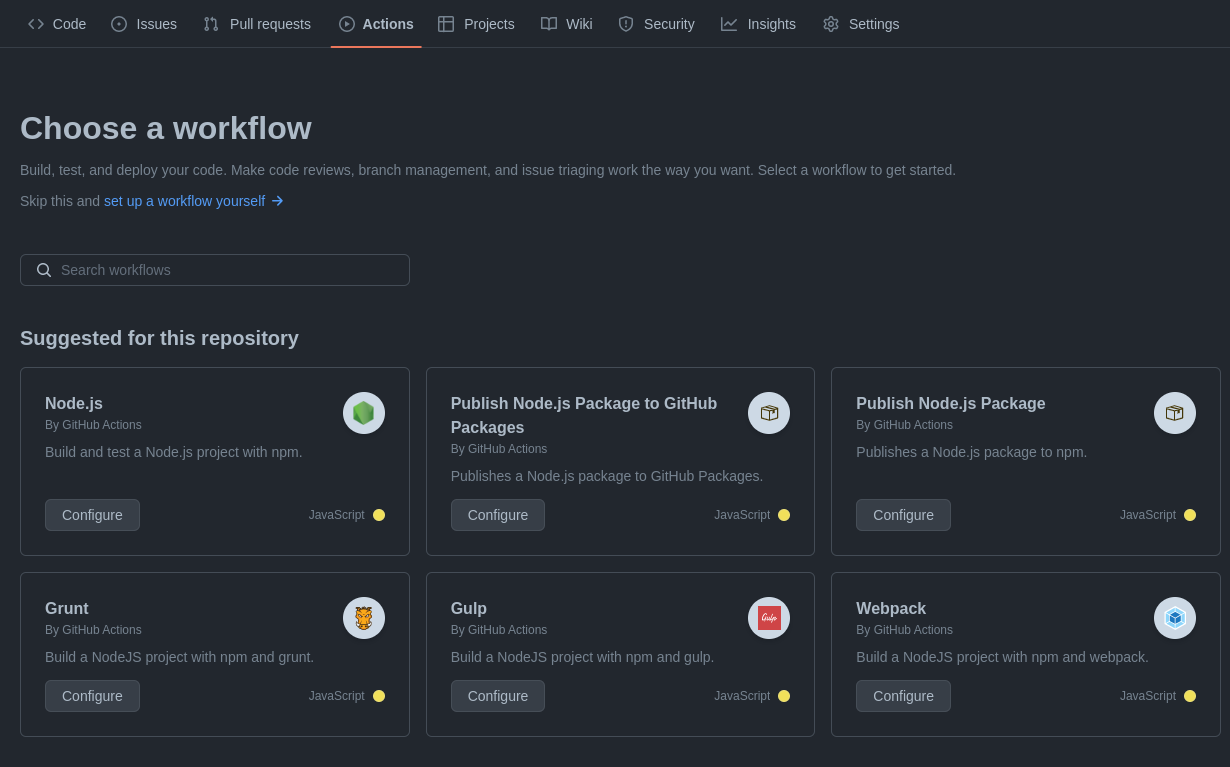 Code Issues Pull requests Actions Projects Wiki Security Insights Settings
Choose a workflow
Build, test, and deploy your code. Make code reviews, branch management, and issue triaging work the way you want. Select a workflow to get started.
Skip this and set up a workflow yourself
Search workflows
Suggested for this repository
Node.js
By GitHub Actions
Build and test a Node.js project with npm.
Configure
JavaScript
Publish Node.js Package to GitHub
Packages
By GitHub Actions
Publishes a Node.js package to GitHub Packages.
Configure
JavaScript
Publish Node.js Package
By GitHub Actions
Publishes a Node.js package to npm.
Configure
JavaScript
Grunt
By GitHub Actions
Build a NodeJS project with npm and grunt.
Configure
JavaScript
Gulp
By GitHub Actions
Gulp
Build a NodeJS project with npm and gulp.
Configure
JavaScript
Webpack
By GitHub Actions
Build a NodeJS project with npm and webpack.
Configure
JavaScript